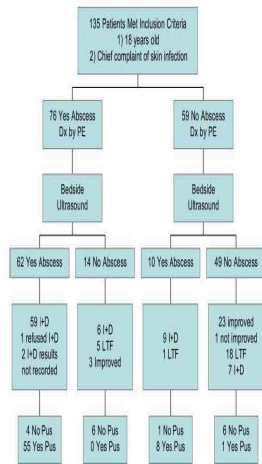 135 Patients Met Inclusion Criteria
1) 18 years old
2) Chief complaint of skin infection
76 Yes Abscess
Dx by PE
59 No Abscess
Dx by PE
Bedside
Ultrasound
Bedside
Ultrasound
62 Yes Abscess
14 No Abscess
10 Yes Abscess
49 No Abscess
59 I+D
1 refused I+D
2 I+D results
not recorded
6 I+D
5 LTF
3 Improved
9 I+D
1 LTF
23 improved
1 not improved
18 LTF
7 I+D
4 No Pus
55 Yes Pus
6 No Pus
0 Yes Pus
1 No Pus
8 Yes Pus
6 No Pus
1 Yes Pus